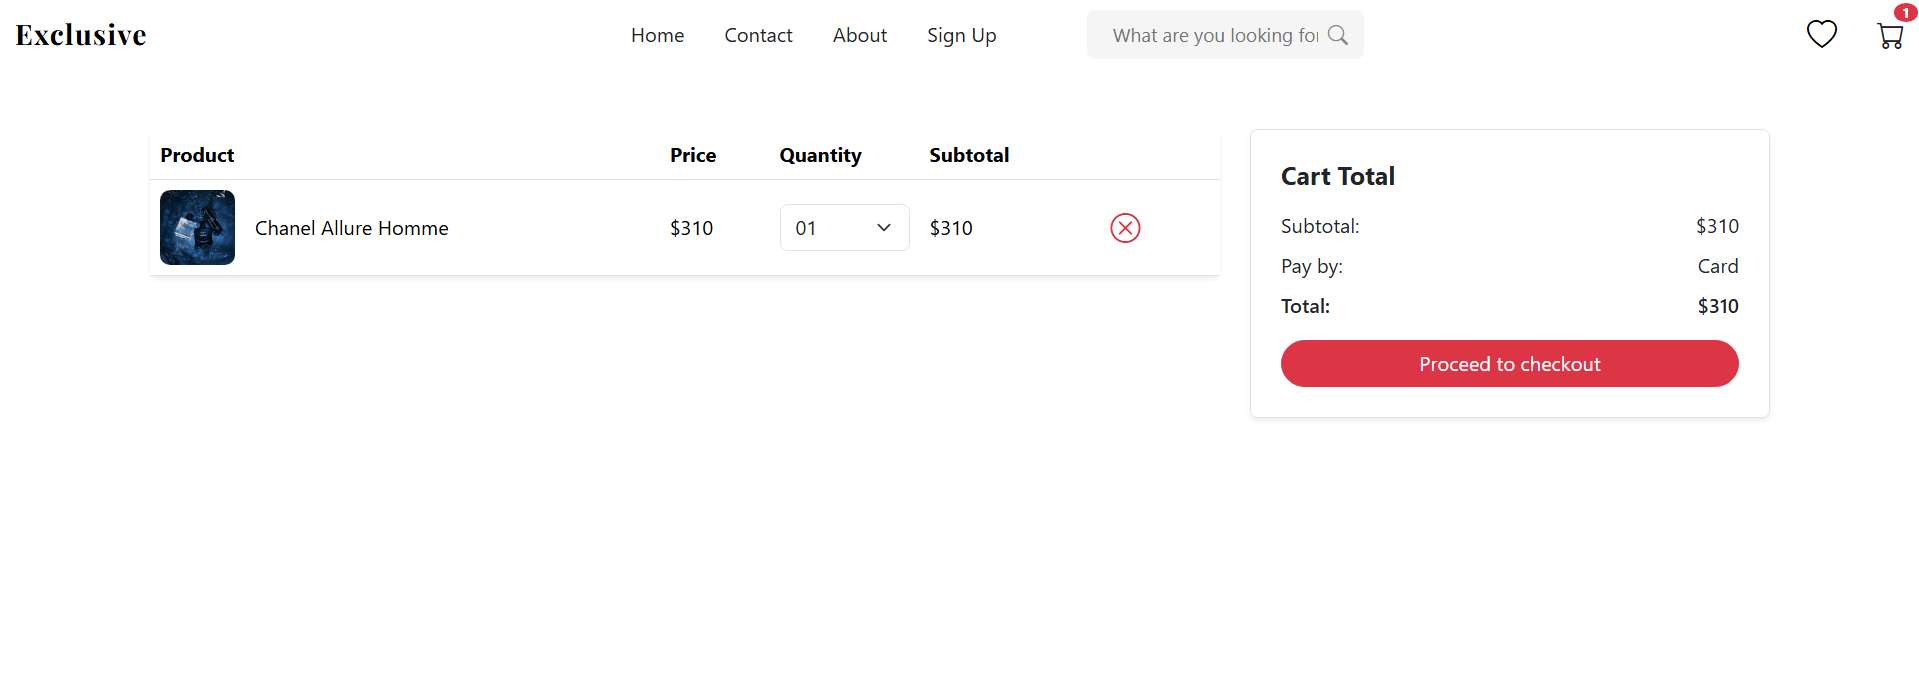 Exclusive
Home Contact About Sign Up
What are you looking for
1
Product Price Quantity Subtotal
Chanel Allure Homme $310 01 $310
Cart Total
Subtotal: $310
Pay by: Card
Total: $310
Proceed to checkout